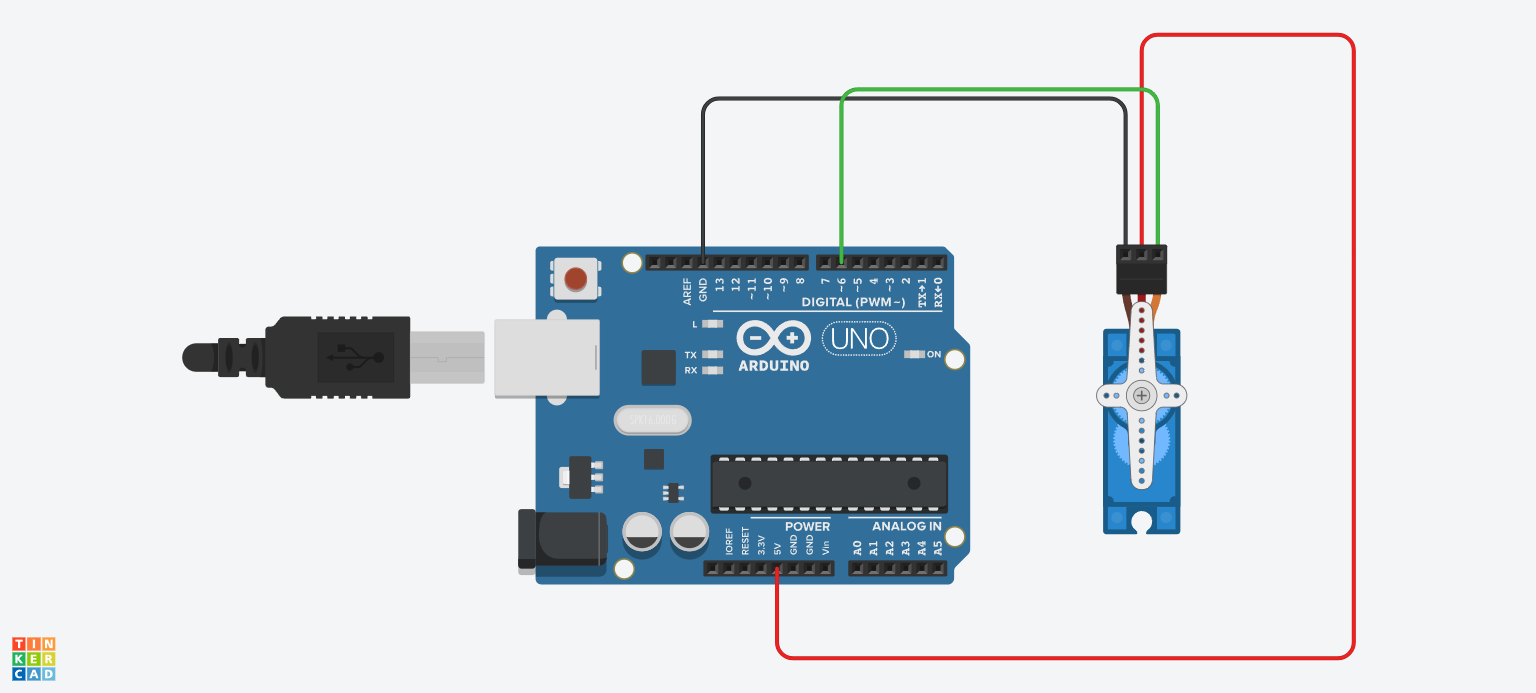 AREF
GND
13
12
~11
~10
~9
8
7
~6
~5
4
~3
2
TX→1
RX←0
DIGITAL (PWM~)
L
TX
RX
UNO
ON
ARDUINO
POWER
ANALOG IN
IOREF
RESET
3.3V
5V
GND
GND
Vin
A0
A1
A2
A3
A4
A5
TIN
KER
CAD